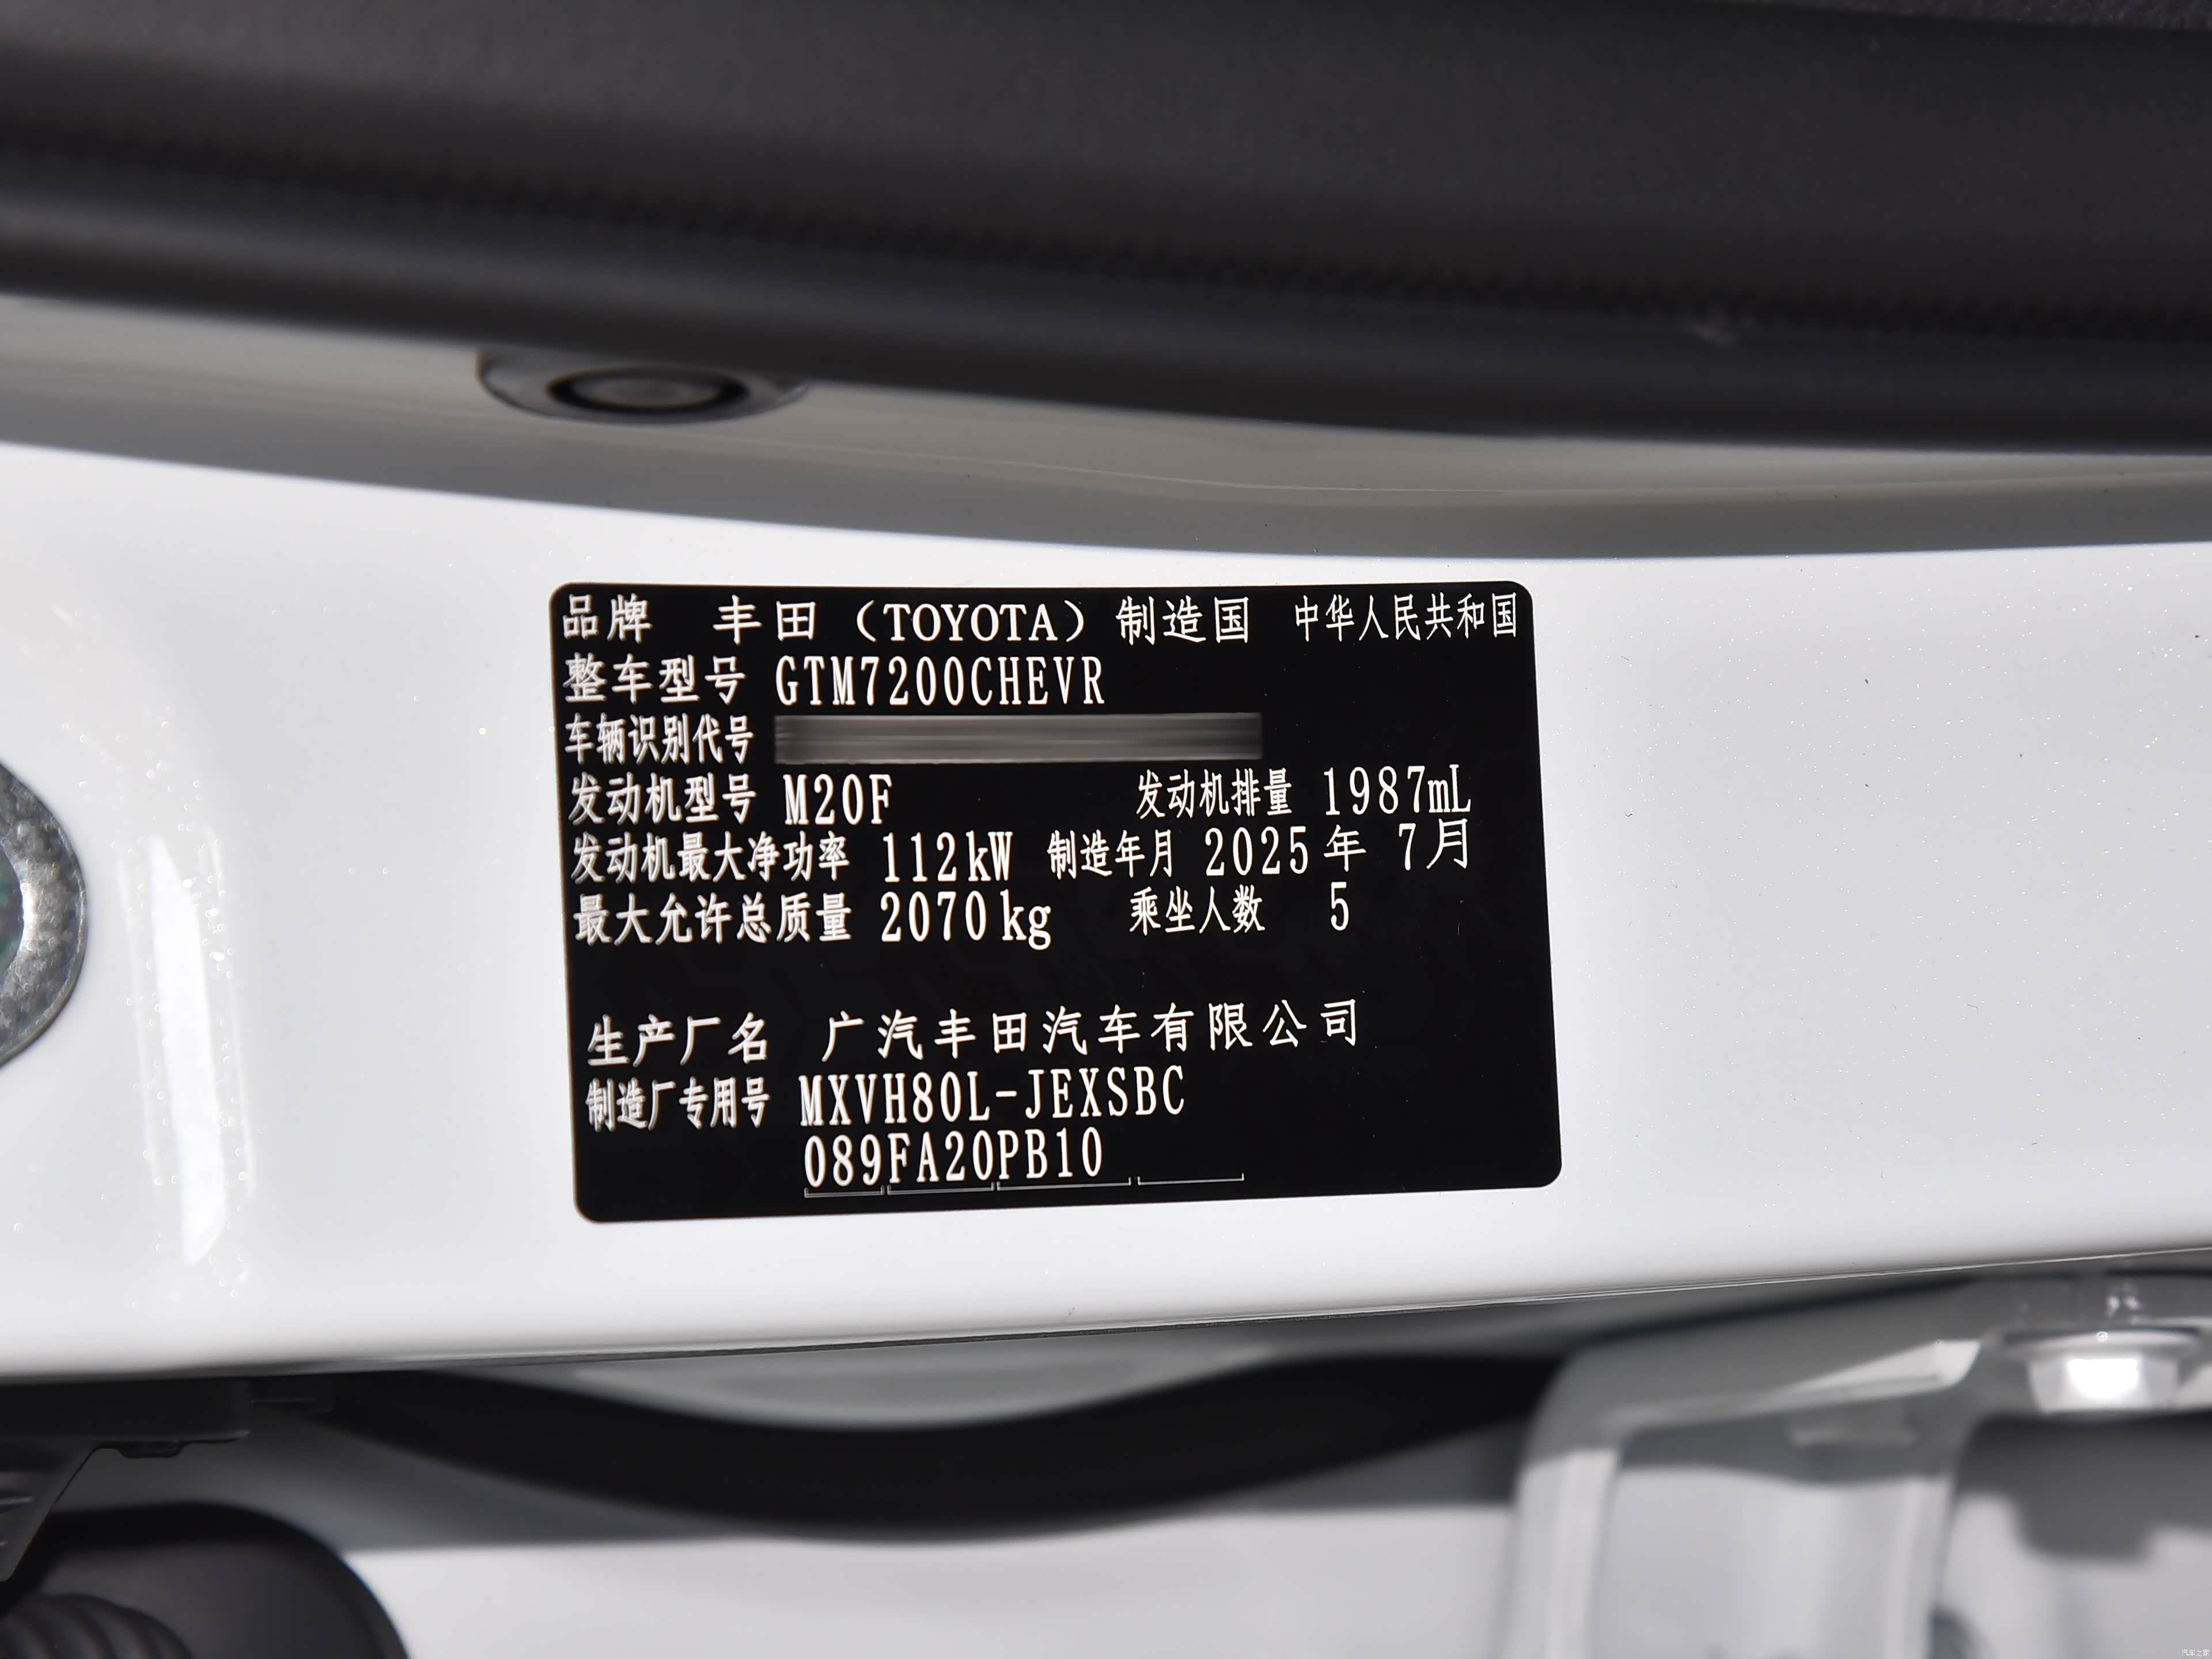 品牌 丰田（TOYOTA）制造国 中华人民共和国
整车型号 GTM7200CHEVR
车辆识别代号
发动机型号 M20F 发动机排量 1987mL
发动机最大净功率 112kW 制造年月 2025年 7月
最大允许总质量 2070kg 乘坐人数 5
生产厂名 广汽丰田汽车有限公司
制造厂专用号 MXVH80L-JEXSBC
089FA20PB10
汽车之家